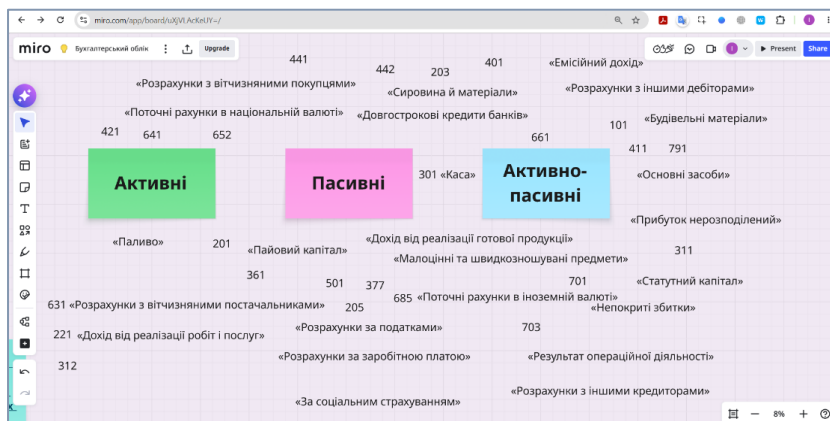 miro.com/app/board/uXjVLAcKeUY=/
miro Бухгалтерський облік Upgrade Present Share
441
442 203 401 «Емісійний дохід»
«Розрахунки з вітчизняними покупцями» «Сировина й матеріали» «Розрахунки з іншими дебіторами»
«Поточні рахунки в національній валюті» «Довгострокові кредити банків» «Будівельні матеріали»
421 641 652 661 101
411 791
Активні Пасивні 301 «Каса» Активно-
пасивні «Основні засоби»
«Прибуток нерозподілений»
«Паливо» 201 «Пайовий капітал» «Дохід від реалізації готової продукції» 311
«Малоцінні та швидкозношувані предмети»
361 501 377 701 «Статутний капітал»
631 «Розрахунки з вітчизняними постачальниками» 205 685 «Поточні рахунки в іноземній валюті» «Непокриті збитки»
221 «Дохід від реалізації робіт і послуг» «Розрахунки за податками» 703
312 «Розрахунки за заробітною платою» «Результат операційної діяльності»
«За соціальним страхуванням» «Розрахунки з іншими кредиторами»
8%